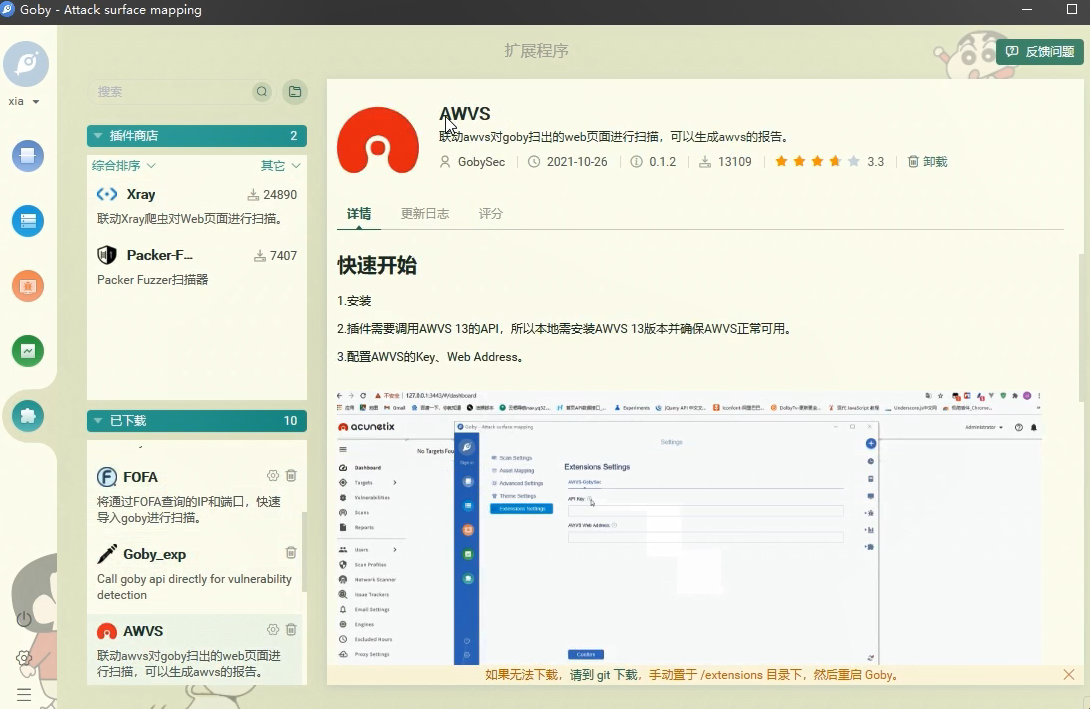 Goby - Attack surface mapping
扩展程序
反馈问题
xia
搜索
插件商店 2
综合排序 其它
Xray 24890
联动Xray爬虫对Web页面进行扫描。
Packer-F... 7407
Packer Fuzzer扫描器
已下载 10
FOFA
将通过FOFA查询的IP和端口，快速
导入goby进行扫描。
Goby_exp
Call goby api directly for vulnerability
detection
AWVS
联动awvs对goby扫出的web页面进
行扫描，可以生成awvs的报告。
AWVS
联动awvs对goby扫出的web页面进行扫描，可以生成awvs的报告。
GobySec 2021-10-26 0.1.2 13109 3.3 卸载
详情 更新日志 评分
快速开始
1.安装
2.插件需要调用AWVS 13的API，所以本地需安装AWVS 13版本并确保AWVS正常可用。
3.配置AWVS的Key、Web Address。
不安全 127.0.0.1:3443/#/dashboard
应用 地图 Gmail
Experiments
acunetix
Administrator
No Targets Fou
Dashboard
Targets
Vulnerabilities
Scans
Reports
Users
Scan Profiles
Network Scanner
Issue Trackers
Email Settings
Engines
Excluded Hours
Proxy Settings
Goby - Attack surface mapping
Settings
Scan Settings
Asset Mapping
Advanced Settings
Theme Settings
Extensions Settings
Extensions Settings
AWVS-GobySec
API Key
AWVS Web Address
Confirm
如果无法下载，请到 git 下载，手动置于 /extensions 目录下，然后重启 Goby。